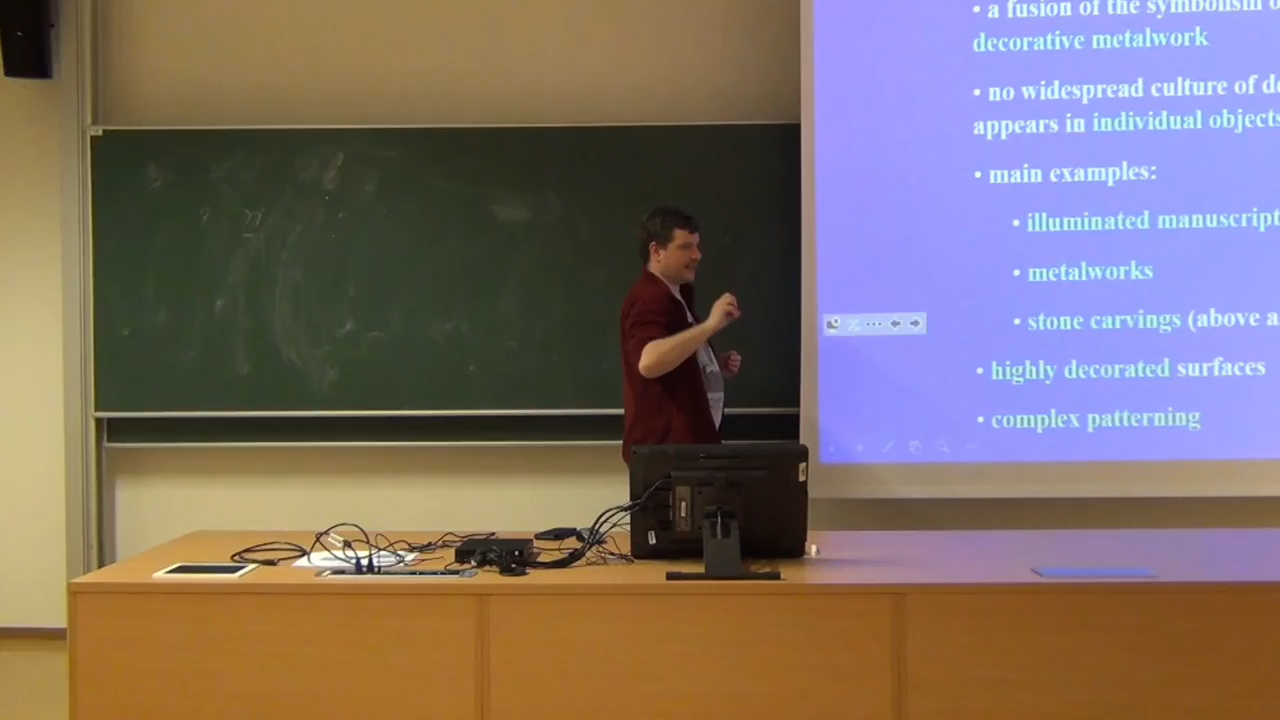 • a fusion of the symbolism
decorative metalwork
• no widespread culture of
appears in individual objects
• main examples:
• illuminated manuscript
• metalworks
• stone carvings (above
• highly decorated surfaces
• complex patterning